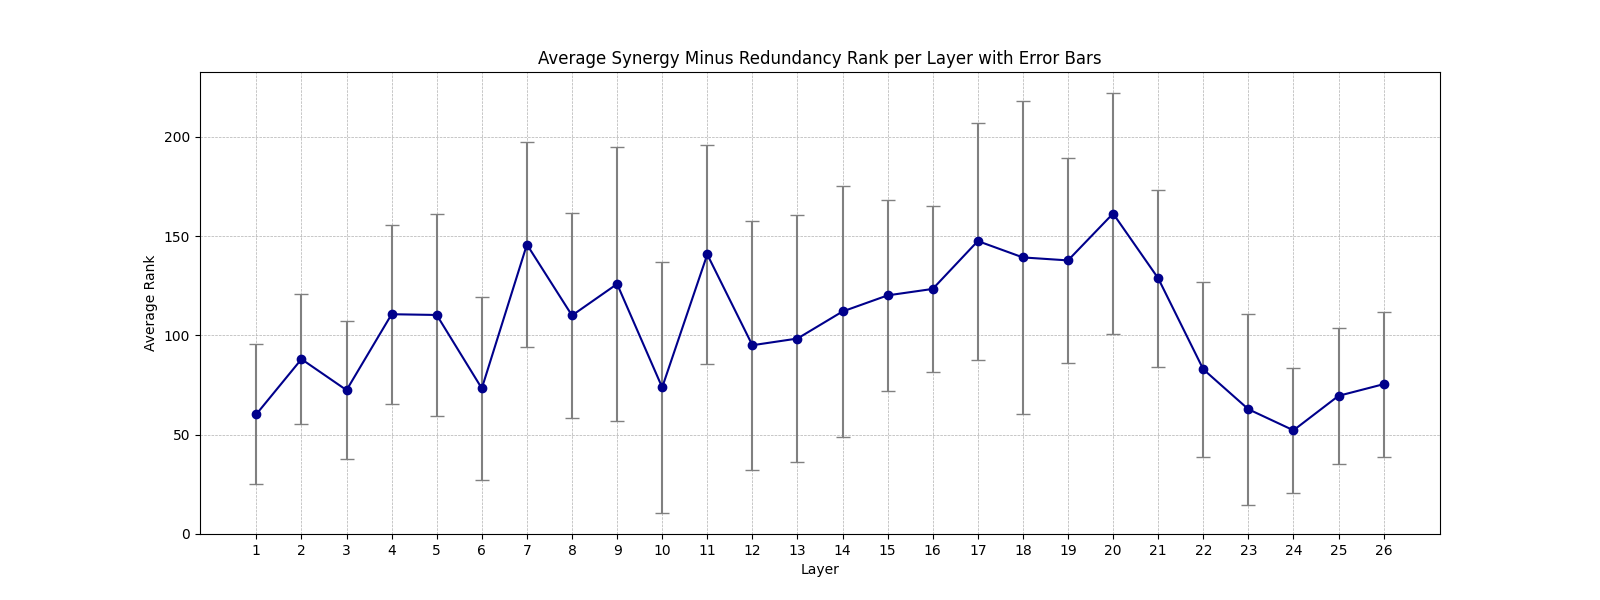 Average Synergy Minus Redundancy Rank per Layer with Error Bars
200
150
100
50
0
Average Rank
1 2 3 4 5 6 7 8 9 10 11 12 13 14 15 16 17 18 19 20 21 22 23 24 25 26
Layer